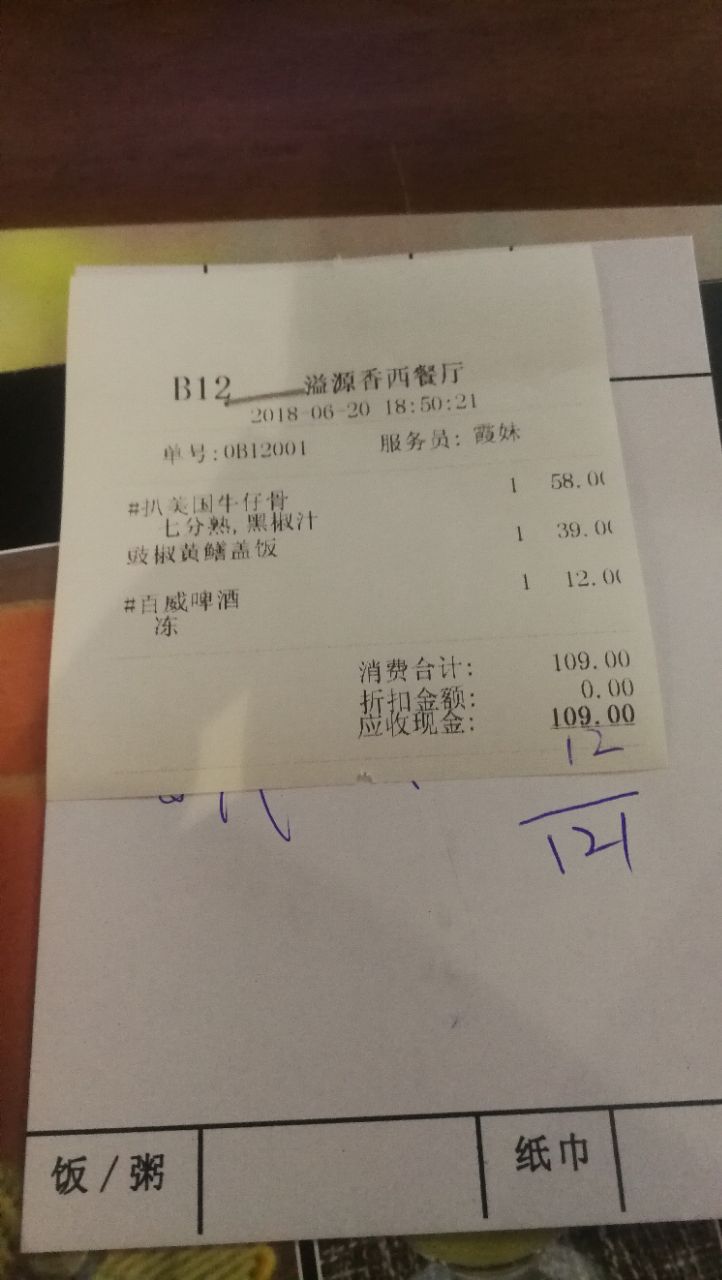 B12 溢源香西餐厅
2018-06-20 18:50:21
单号:0B12001 服务员: 霞妹
#扒美国牛仔骨 1 58.00
七分熟,黑椒汁
豉椒黄鳝盖饭 1 39.00
#百威啤酒 1 12.00
冻
消费合计: 109.00
折扣金额: 0.00
应收现金: 109.00
12
121
饭/粥 纸巾